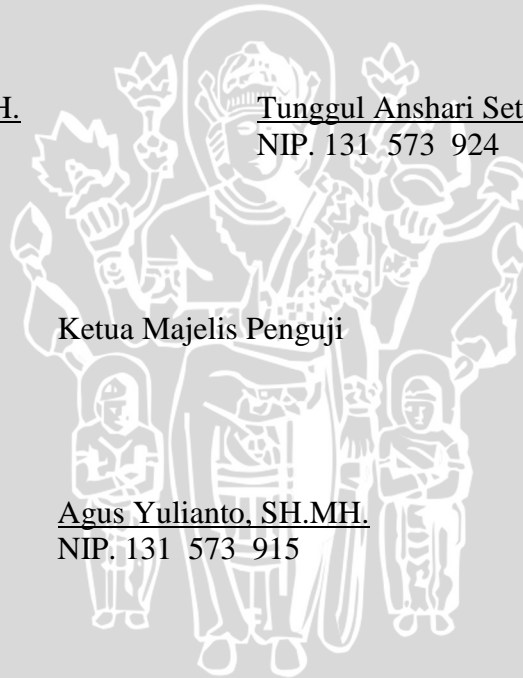 H. Tunggul Anshari Set
NIP. 131 573 924
Ketua Majelis Penguji
Agus Yulianto, SH.MH.
NIP. 131 573 915